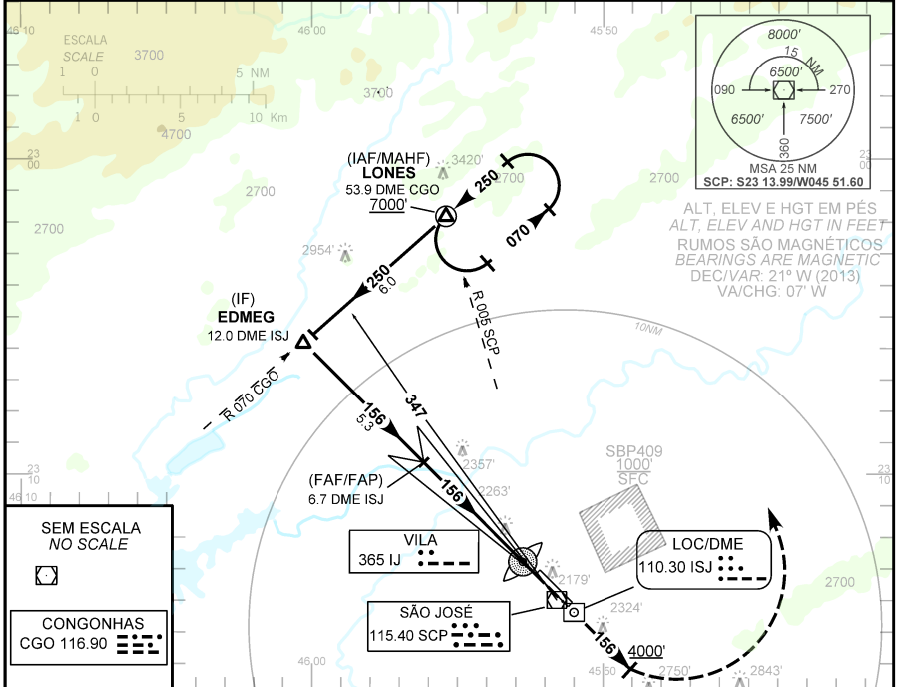 46 10
46 00
45 50
ESCALA
SCALE
1 0 5 NM
1 0 5 10 Km
3700
4700
3700
23
00
2700
2700
2954'
(IAF/MAHF)
LONES
53.9 DME CGO
7000'
3420'
2700
250
070
250
6.0
R 005 SCP
8000'
15 NM
6500'
090
270
6500'
7500'
360
MSA 25 NM
SCP: S23 13.99/W045 51.60
ALT, ELEV E HGT EM PÉS
ALT, ELEV AND HGT IN FEET
RUMOS SÃO MAGNÉTICOS
BEARINGS ARE MAGNETIC
DEC/VAR: 21º W (2013)
VA/CHG: 07' W
(IF)
EDMEG
12.0 DME ISJ
R 070 CGO
10NM
156
5.3
347
(FAF/FAP)
6.7 DME ISJ
156
2357'
2263'
SBP409
1000'
SFC
23
10
46 10
10
SEM ESCALA
NO SCALE
CONGONHAS
CGO 116.90
VILA
365 IJ
LOC/DME
110.30 ISJ
2179'
SÃO JOSÉ
115.40 SCP
2324'
2700
156
4000'
46 00
45 50
2750'
2843'